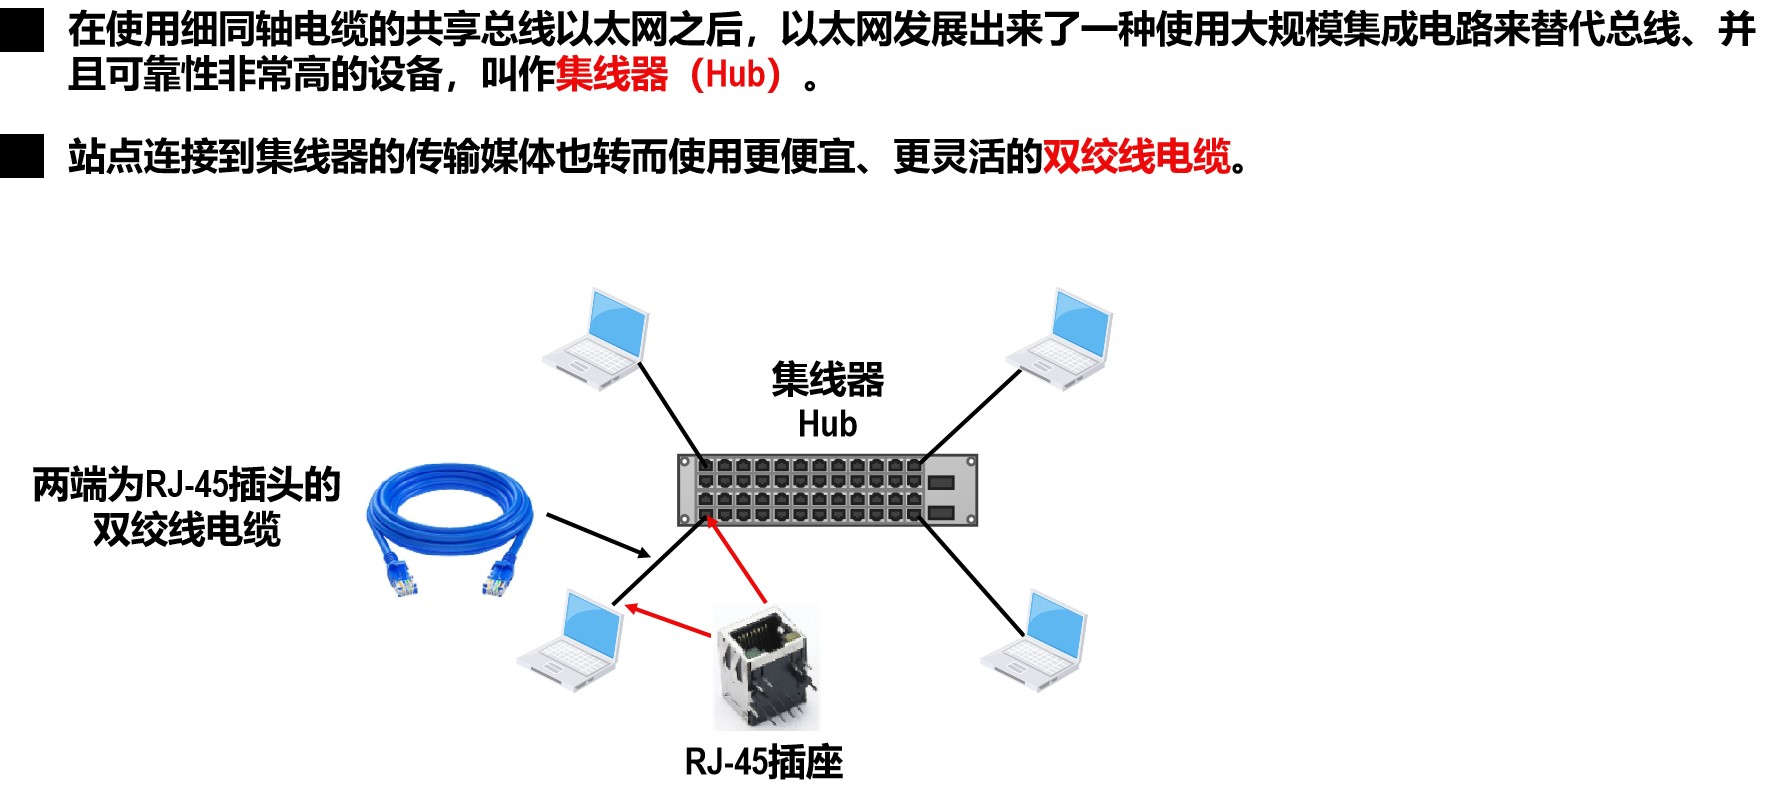 在使用细同轴电缆的共享总线以太网之后，以太网发展出来了一种使用大规模集成电路来替代总线、并
且可靠性非常高的设备，叫作集线器（Hub）。
站点连接到集线器的传输媒体也转而使用更便宜、更灵活的双绞线电缆。
集线器
Hub
两端为RJ-45插头的
双绞线电缆
RJ-45插座